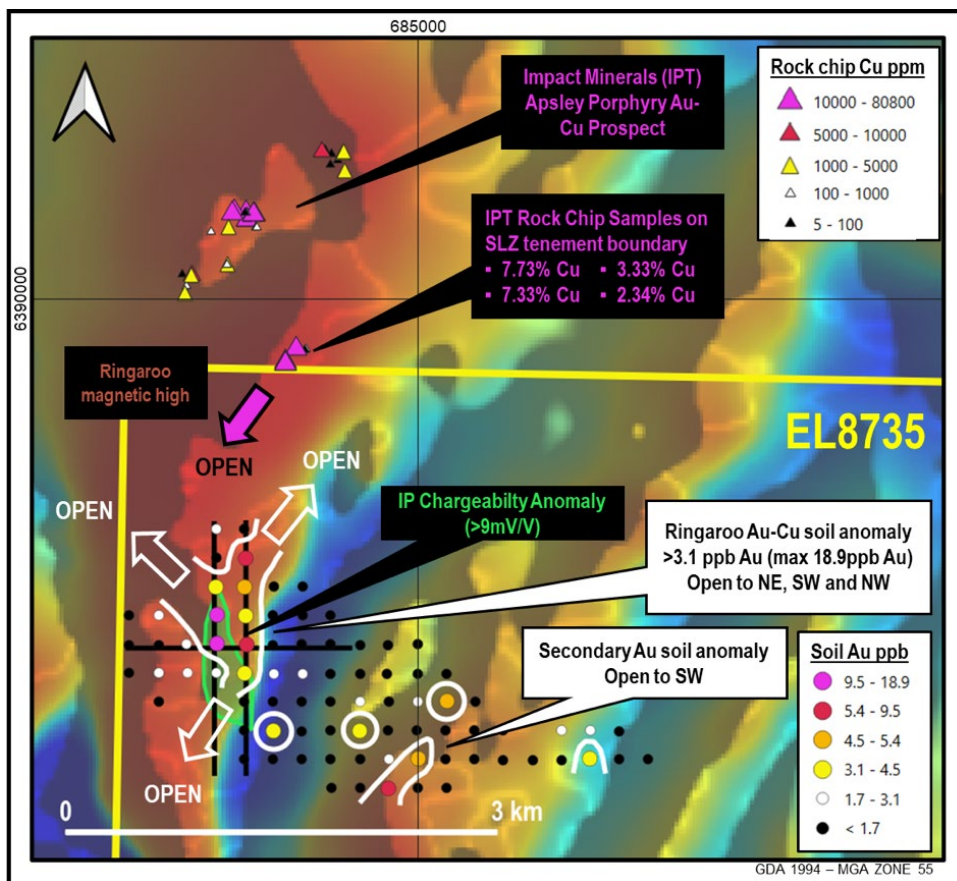 685000
6390000
Impact Minerals (IPT)
Apsley Porphyry Au-
Cu Prospect
Rock chip Cu ppm
10000 - 80800
5000 - 10000
1000 - 5000
100 - 1000
5 - 100
IPT Rock Chip Samples on
SLZ tenement boundary
▪ 7.73% Cu ▪ 3.33% Cu
▪ 7.33% Cu ▪ 2.34% Cu
Ringaroo
magnetic high
EL8735
OPEN
OPEN
OPEN
IP Chargeabilty Anomaly
(>9mV/V)
Ringaroo Au-Cu soil anomaly
>3.1 ppb Au (max 18.9ppb Au)
Open to NE, SW and NW
Secondary Au soil anomaly
Open to SW
Soil Au ppb
9.5 - 18.9
5.4 - 9.5
4.5 - 5.4
3.1 - 4.5
1.7 - 3.1
< 1.7
OPEN
0
3 km
GDA 1994 – MGA ZONE 55